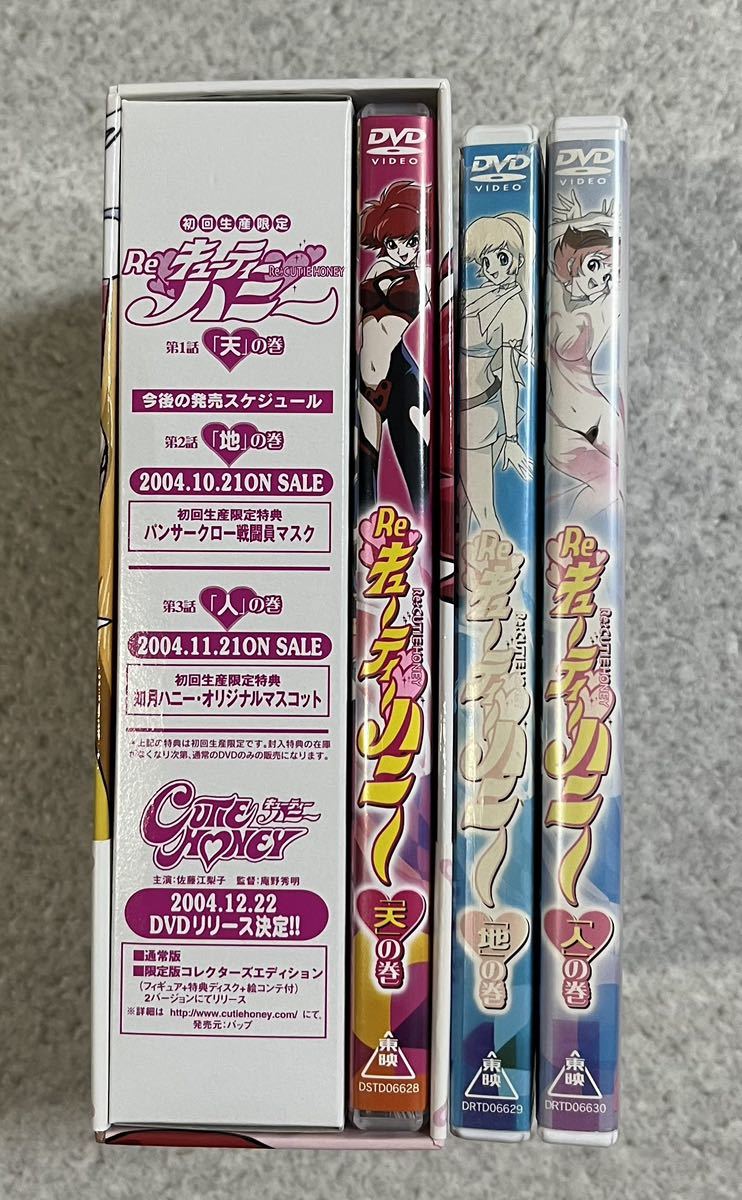 初回生産限定
Re キューティーハニー
Re:CUTIE HONEY
第1話「天」の巻
今後の発売スケジュール
第2話「地」の巻
2004.10.21 ON SALE
初回生産限定特典
パンサークロー戦闘員マスク
第3話「人」の巻
2004.11.21 ON SALE
初回生産限定特典
如月ハニー・オリジナルマスコット
*上記の特典は初回生産限定です。封入特典の在庫
がなくなり次第、通常のDVDのみの販売になります。
CUTIE HONEY キューティーハニー
主演:佐藤江梨子 監督:庵野秀明
2004.12.22
DVDリリース決定!!
■通常版
■限定版コレクターズエディション
(フィギュア+特典ディスク+絵コンテ付)
2バージョンにてリリース
※詳細は http://www.cutiehoney.com/ にて。
発売元:バップ
DVD
VIDEO
Re キューティーハニー
Re:CUTIE HONEY
「天」の巻
東映
DSTD06628
DVD
VIDEO
Re キューティーハニー
Re:CUTIE
「地」の巻
東映
DRTD06629
DVD
VIDEO
Re キューティーハニー
Re:CUTIE HONEY
「人」の巻
東映
DRTD06630